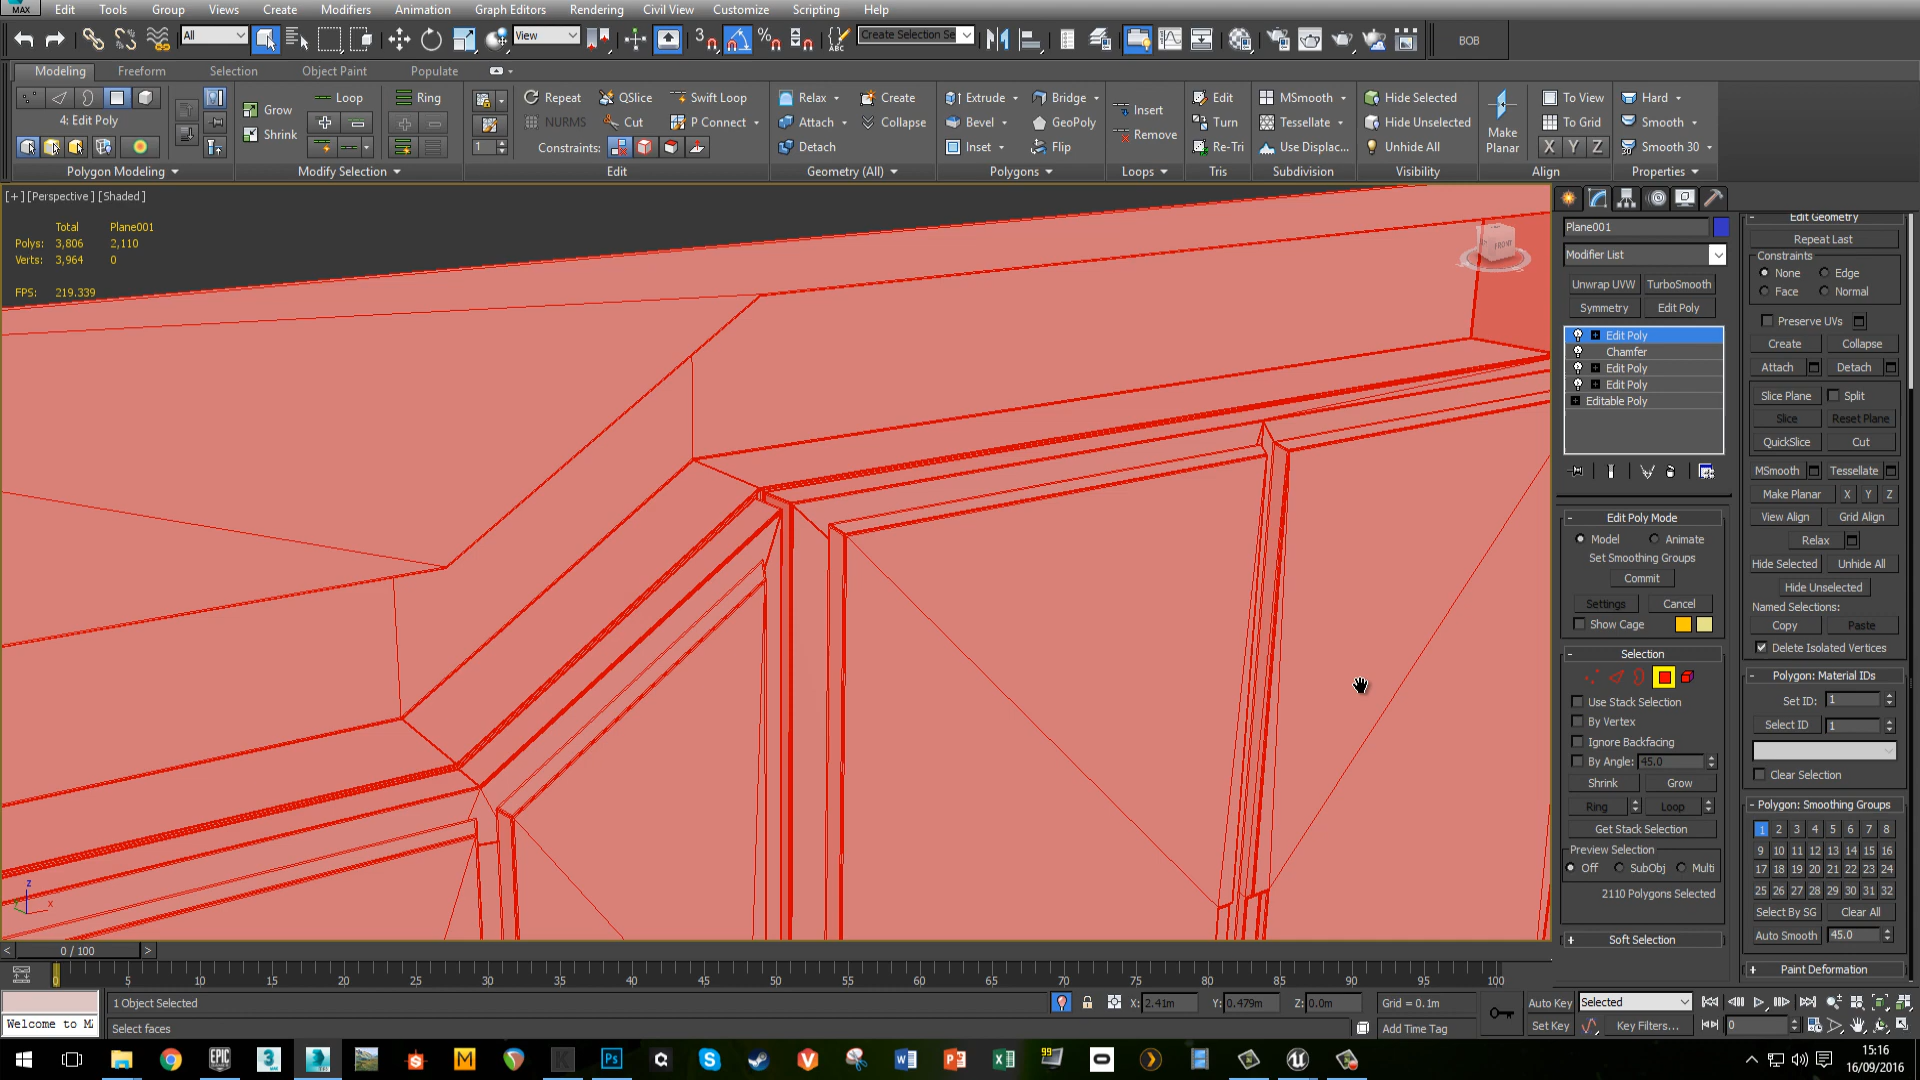 MAX Edit Tools Group Views Create Modifiers Animation Graph Editors Rendering Civil View Customize Scripting Help
All View Create Selection Se BOB
Modeling Freeform Selection Object Paint Populate
Grow Loop Ring Repeat QSlice Swift Loop Relax Create Extrude Bridge Insert Edit MSmooth Hide Selected To View Hard
4: Edit Poly Shrink NURMS Cut P Connect Attach Collapse Bevel GeoPoly Remove Turn Tessellate Hide Unselected Make Planar To Grid Smooth
1 Constraints: Detach Inset Flip Re-Tri Use Displac... Unhide All X Y Z Smooth 30
Polygon Modeling Modify Selection Edit Geometry (All) Polygons Loops Tris Subdivision Visibility Align Properties
[+] [Perspective ] [Shaded ]
Total Plane001
Polys: 3,806 2,110
Verts: 3,964 0
FPS: 219.339
FRONT
Plane001
Modifier List
Unwrap UVW TurboSmooth
Symmetry Edit Poly
Edit Poly
Chamfer
Edit Poly
Edit Poly
Editable Poly
- Edit Poly Mode
Model Animate
Set Smoothing Groups
Commit
Settings Cancel
Show Cage
- Selection
Use Stack Selection
By Vertex
Ignore Backfacing
By Angle: 45.0
Shrink Grow
Ring Loop
Get Stack Selection
Preview Selection
Off SubObj Multi
2110 Polygons Selected
+ Soft Selection
- Edit Geometry
Repeat Last
Constraints
None Edge
Face Normal
Preserve UVs
Create Collapse
Attach Detach
Slice Plane Split
Slice Reset Plane
QuickSlice Cut
MSmooth Tessellate
Make Planar X Y Z
View Align Grid Align
Relax
Hide Selected Unhide All
Hide Unselected
Named Selections:
Copy Paste
Delete Isolated Vertices
- Polygon: Material IDs
Set ID: 1
Select ID 1
Clear Selection
- Polygon: Smoothing Groups
1 2 3 4 5 6 7 8
9 10 11 12 13 14 15 16
17 18 19 20 21 22 23 24
25 26 27 28 29 30 31 32
Select By SG Clear All
Auto Smooth 45.0
+ Paint Deformation
z x
< 0 / 100 >
0 5 10 15 20 25 30 35 40 45 50 55 60 65 70 75 80 85 90 95 100
1 Object Selected X: 2.41m Y: 0.479m Z: 0.0m Grid = 0.1m Auto Key Selected
Welcome to M Select faces Add Time Tag Set Key Key Filters... 0
15:16
16/09/2016